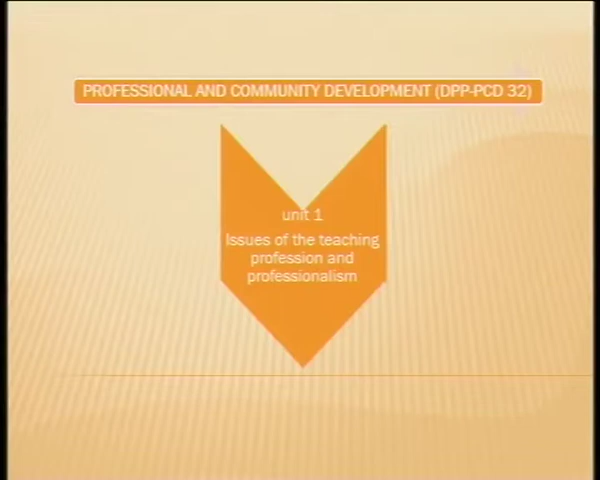 PROFESSIONAL AND COMMUNITY DEVELOPMENT (DPP-PCD 32)
unit 1
Issues of the teaching
profession and
professionalism